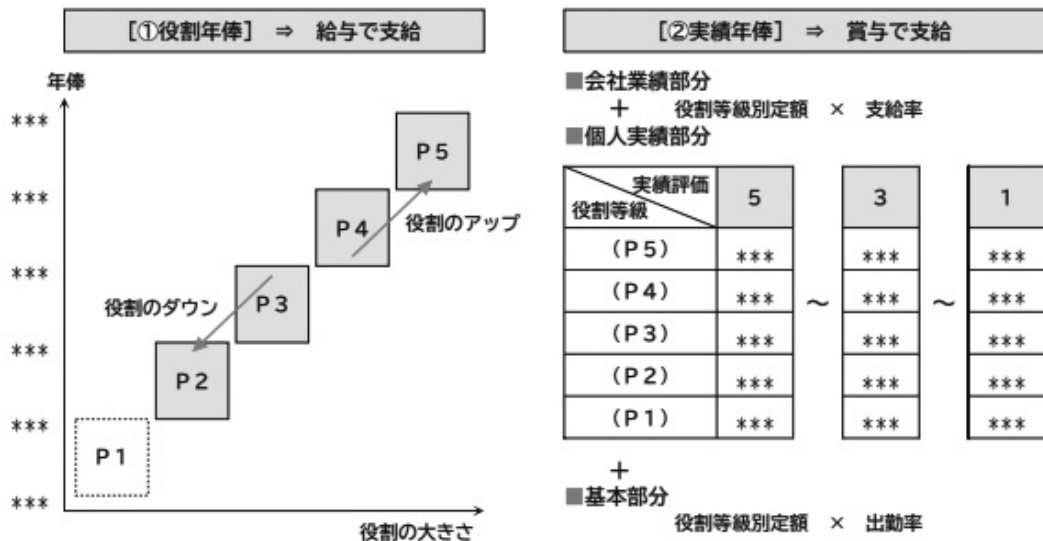 [①役割年俸] ⇒ 給与で支給
年俸
***
***
***
***
***
***
P5
P4
P3
P2
P1
役割のアップ
役割のダウン
役割の大きさ
[②実績年俸] ⇒ 賞与で支給
■会社業績部分
＋ 役割等級別定額 × 支給率
■個人実績部分
実績評価
役割等級
5 3 1
(P5) *** *** ***
(P4) *** ～ *** ～ ***
(P3) *** *** ***
(P2) *** *** ***
(P1) *** *** ***
＋
■基本部分
役割等級別定額 × 出勤率